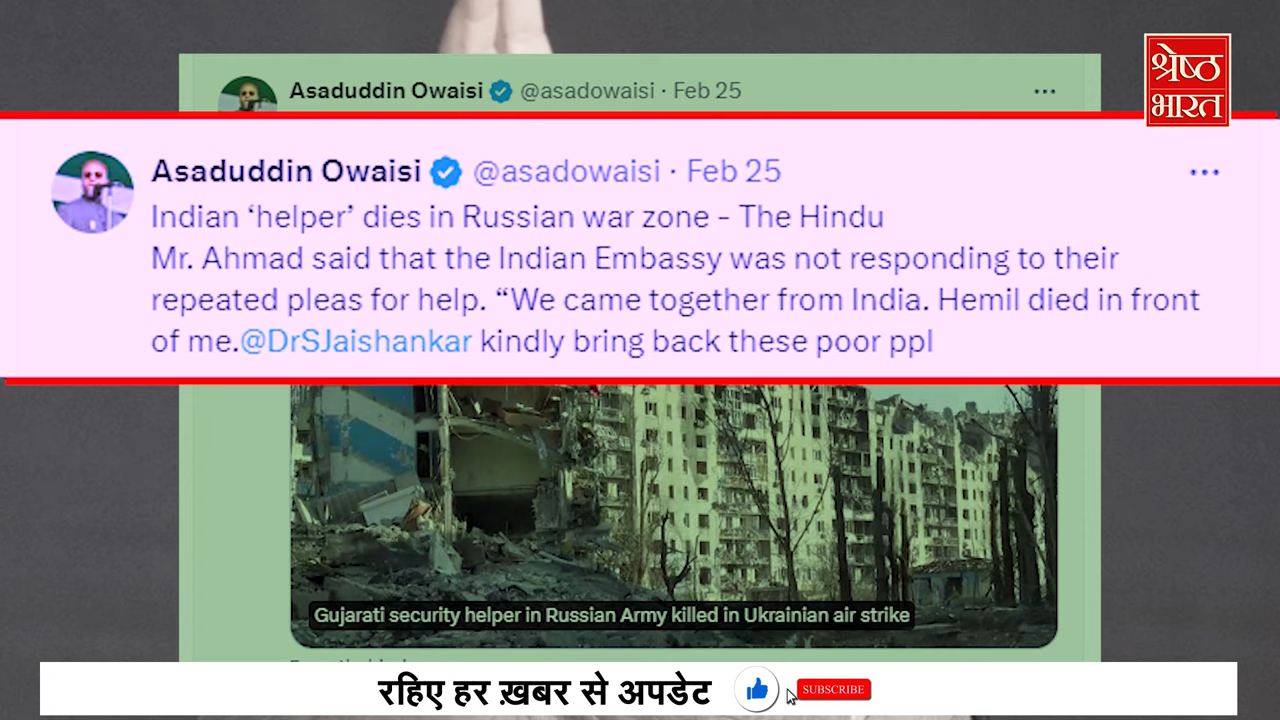 Asaduddin Owaisi @asadowaisi · Feb 25
श्रेष्ठ
भारत
Asaduddin Owaisi @asadowaisi · Feb 25
Indian ‘helper’ dies in Russian war zone – The Hindu
Mr. Ahmad said that the Indian Embassy was not responding to their
repeated pleas for help. “We came together from India. Hemil died in front
of me.@DrSJaishankar kindly bring back these poor ppl
Gujarati security helper in Russian Army killed in Ukrainian air strike
रहिए हर ख़बर से अपडेट
SUBSCRIBE